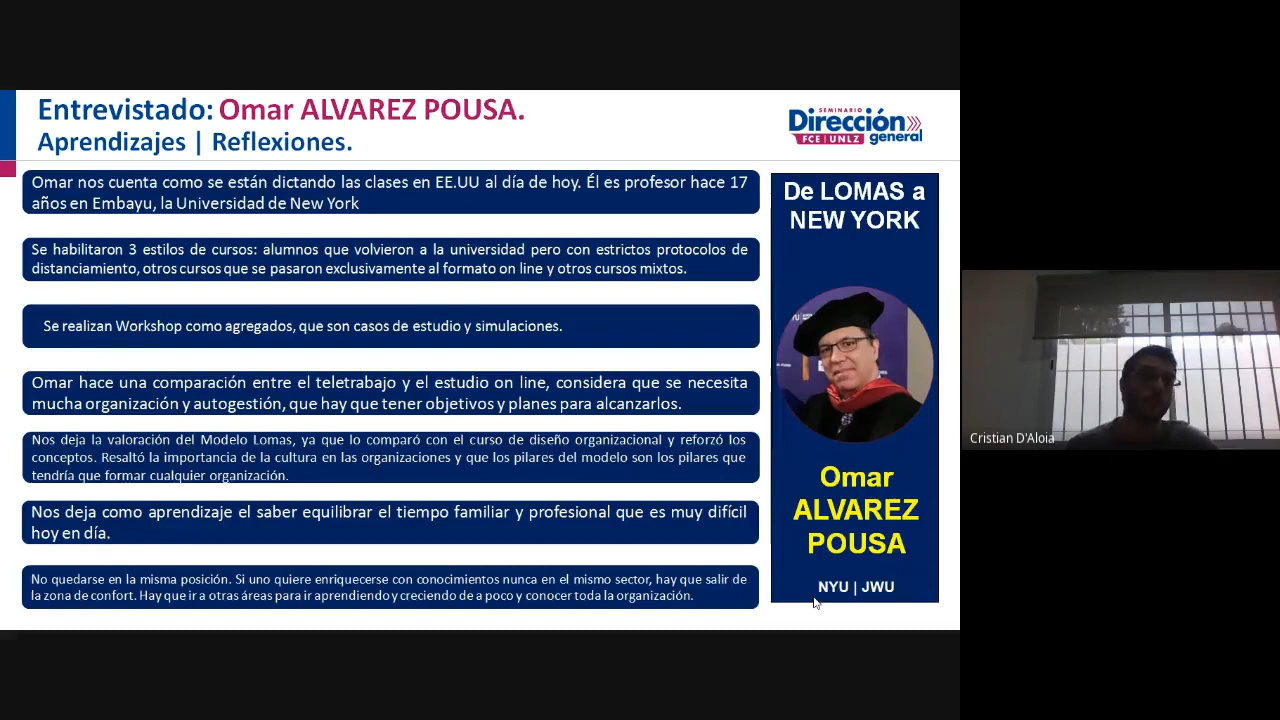 Entrevistado: Omar ALVAREZ POUSA.
Aprendizajes | Reflexiones.
SEMINARIO
Dirección
FCE | UNLZ general
Omar nos cuenta como se están dictando las clases en EE.UU al día de hoy. Él es profesor hace 17
años en Embayu, la Universidad de New York
Se habilitaron 3 estilos de cursos: alumnos que volvieron a la universidad pero con estrictos protocolos de
distanciamiento, otros cursos que se pasaron exclusivamente al formato on line y otros cursos mixtos.
Se realizan Workshop como agregados, que son casos de estudio y simulaciones.
Omar hace una comparación entre el teletrabajo y el estudio on line, considera que se necesita
mucha organización y autogestión, que hay que tener objetivos y planes para alcanzarlos.
Nos deja la valoración del Modelo Lomas, ya que lo comparó con el curso de diseño organizacional y reforzó los
conceptos. Resaltó la importancia de la cultura en las organizaciones y que los pilares del modelo son los pilares que
tendría que formar cualquier organización.
Nos deja como aprendizaje el saber equilibrar el tiempo familiar y profesional que es muy difícil
hoy en día.
No quedarse en la misma posición. Si uno quiere enriquecerse con conocimientos nunca en el mismo sector, hay que salir de
la zona de confort. Hay que ir a otras áreas para ir aprendiendo y creciendo de a poco y conocer toda la organización.
De LOMAS a
NEW YORK
Omar
ALVAREZ
POUSA
NYU | JWU
Cristian D'Aloia